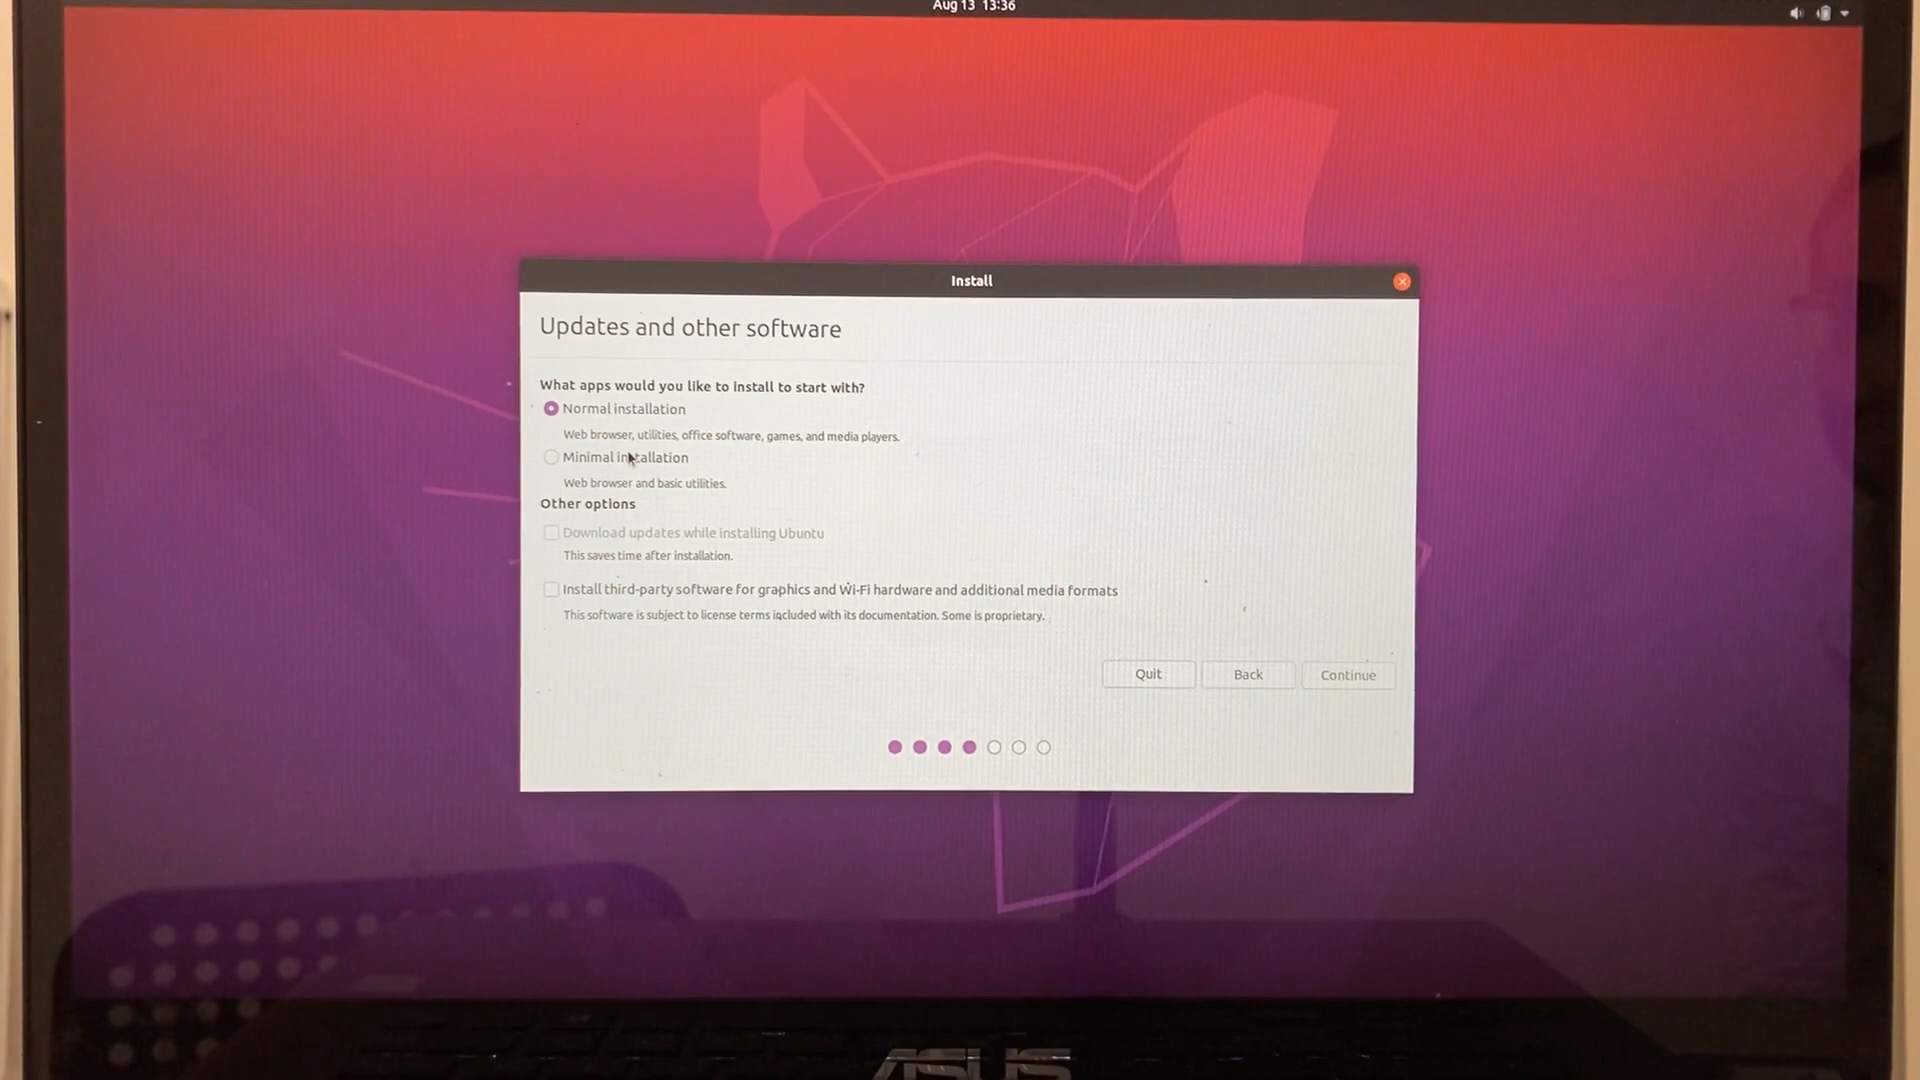 Aug 13 13:36
Install
Updates and other software
What apps would you like to install to start with?
Normal installation
Web browser, utilities, office software, games, and media players.
Minimal installation
Web browser and basic utilities.
Other options
Download updates while installing Ubuntu
This saves time after installation.
Install third-party software for graphics and Wi-Fi hardware and additional media formats
This software is subject to license terms included with its documentation. Some is proprietary.
Quit
Back
Continue
ASUS